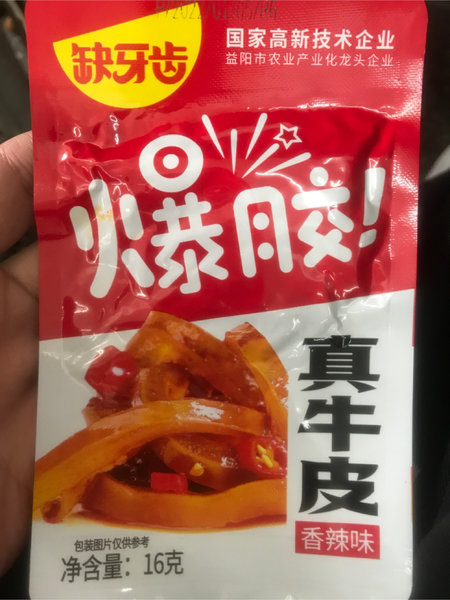 缺牙齿
国家高新技术企业
益阳市农业产业化龙头企业
爆胶!
真牛皮
香辣味
包装图片仅供参考
净含量：16克